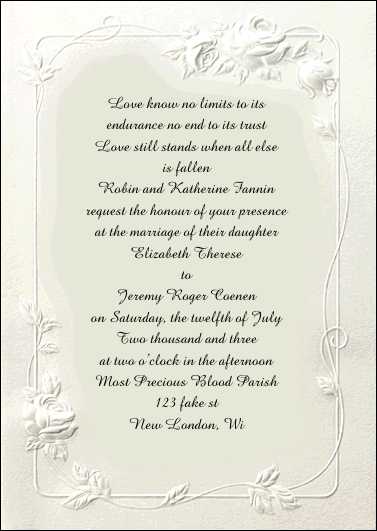 Love know no limits to its
endurance no end to its trust
Love still stands when all else
is fallen
Robin and Katherine Fannin
request the honour of your presence
at the marriage of their daughter
Elizabeth Therese
to
Jeremy Roger Coenen
on Saturday, the twelfth of July
Two thousand and three
at two o'clock in the afternoon
Most Precious Blood Parish
123 fake st
New London, Wi